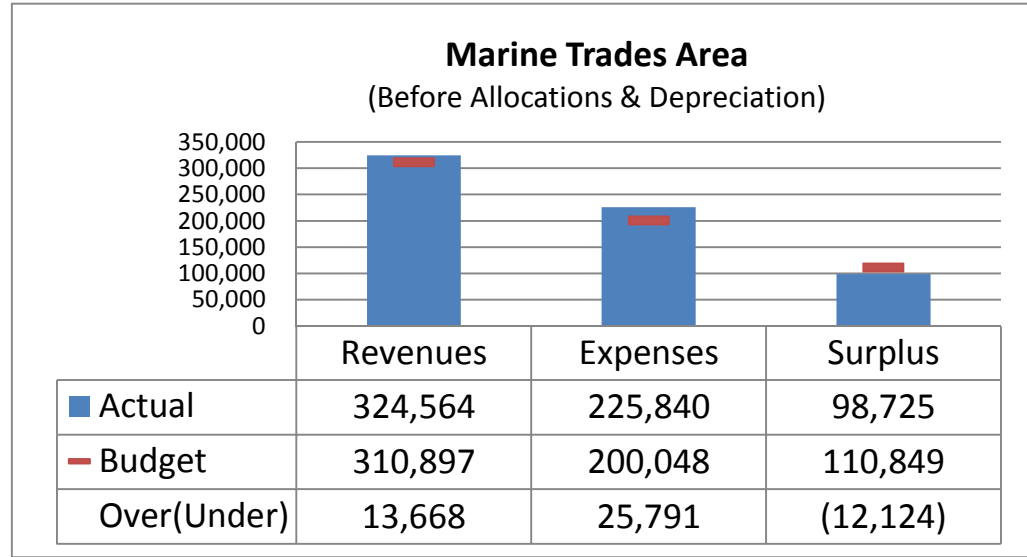 Marine Trades Area
(Before Allocations & Depreciation)
350,000
300,000
250,000
200,000
150,000
100,000
50,000
0
Revenues Expenses Surplus
Actual 324,564 225,840 98,725
Budget 310,897 200,048 110,849
Over(Under) 13,668 25,791 (12,124)